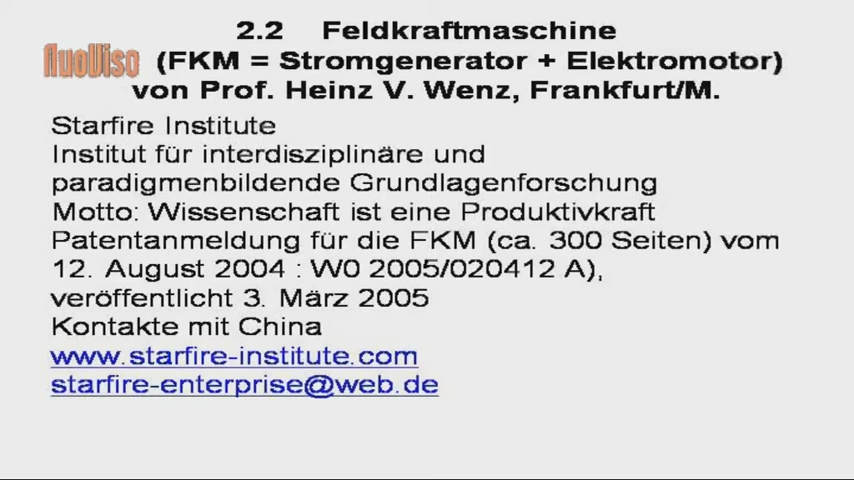 2.2 Feldkraftmaschine
nuoViso (FKM = Stromgenerator + Elektromotor)
von Prof. Heinz V. Wenz, Frankfurt/M.
Starfire Institute
Institut für interdisziplinäre und
paradigmenbildende Grundlagenforschung
Motto: Wissenschaft ist eine Produktivkraft
Patentanmeldung für die FKM (ca. 300 Seiten) vom
12. August 2004 : W0 2005/020412 A),
veröffentlicht 3. März 2005
Kontakte mit China
www.starfire-institute.com
starfire-enterprise@web.de